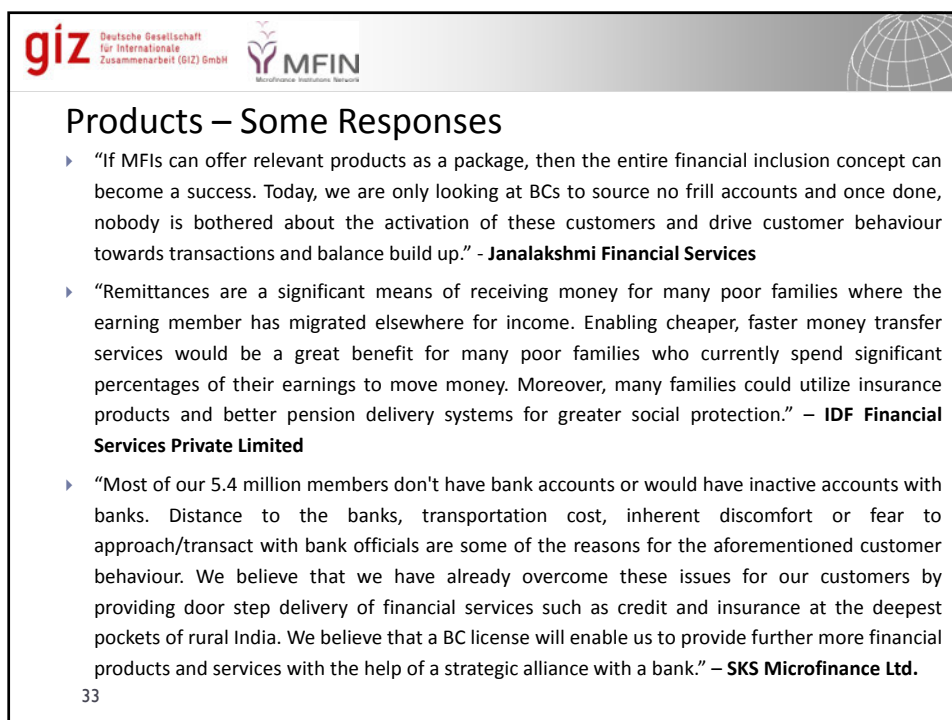 giz Deutsche Gesellschaft
für Internationale
Zusammenarbeit (GIZ) GmbH
MFIN
Microfinance Institutions Network
Products – Some Responses
“If MFIs can offer relevant products as a package, then the entire financial inclusion concept can
become a success. Today, we are only looking at BCs to source no frill accounts and once done,
nobody is bothered about the activation of these customers and drive customer behaviour
towards transactions and balance build up.” - Janalakshmi Financial Services
“Remittances are a significant means of receiving money for many poor families where the
earning member has migrated elsewhere for income. Enabling cheaper, faster money transfer
services would be a great benefit for many poor families who currently spend significant
percentages of their earnings to move money. Moreover, many families could utilize insurance
products and better pension delivery systems for greater social protection.” – IDF Financial
Services Private Limited
“Most of our 5.4 million members don't have bank accounts or would have inactive accounts with
banks. Distance to the banks, transportation cost, inherent discomfort or fear to
approach/transact with bank officials are some of the reasons for the aforementioned customer
behaviour. We believe that we have already overcome these issues for our customers by
providing door step delivery of financial services such as credit and insurance at the deepest
pockets of rural India. We believe that a BC license will enable us to provide further more financial
products and services with the help of a strategic alliance with a bank.” – SKS Microfinance Ltd.
33